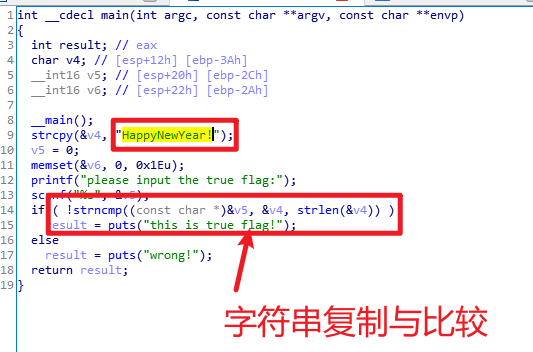 1 int __cdecl main(int argc, const char **argv, const char **envp)
2 {
3 int result; // eax
4 char v4; // [esp+12h] [ebp-3Ah]
5 __int16 v5; // [esp+20h] [ebp-2Ch]
6 __int16 v6; // [esp+22h] [ebp-2Ah]
7
8 __main();
9 strcpy(&v4, "HappyNewYear!");
10 v5 = 0;
11 memset(&v6, 0, 0x1Eu);
12 printf("please input the true flag:");
13 scanf("%s", &v5);
14 if ( !strncmp((const char *)&v5, &v4, strlen(&v4)) )
15 result = puts("this is true flag!");
16 else
17 result = puts("wrong!");
18 return result;
19 }
字符串复制与比较